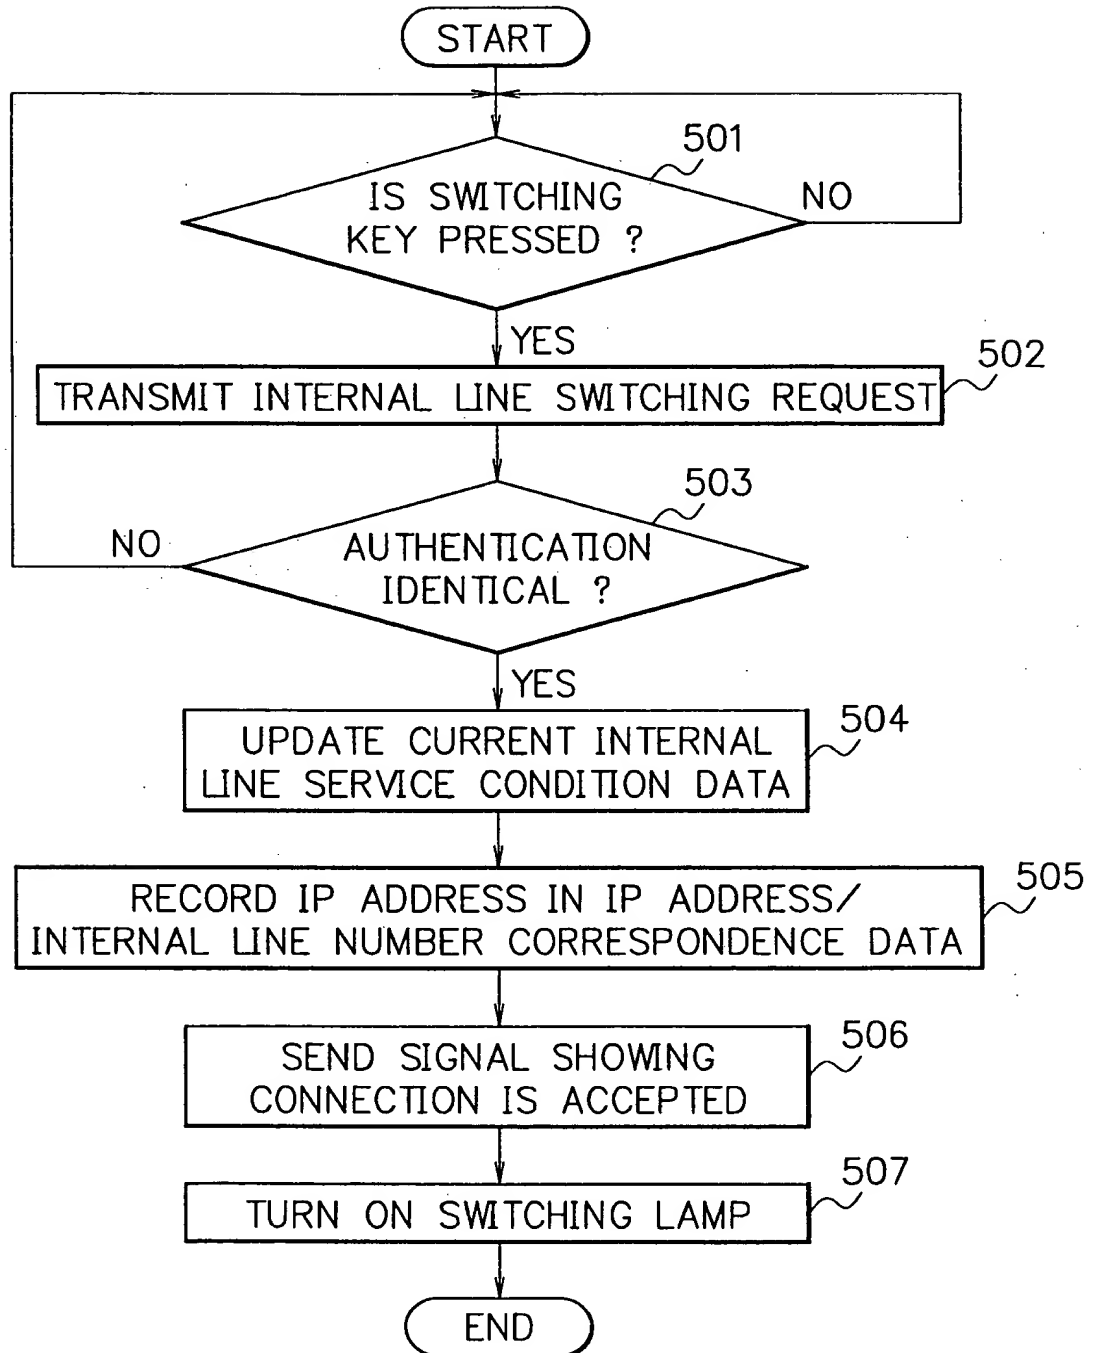 START
501
IS SWITCHING
KEY PRESSED ?
NO
YES
502
TRANSMIT INTERNAL LINE SWITCHING REQUEST
503
NO
AUTHENTICATION
IDENTICAL ?
YES
504
UPDATE CURRENT INTERNAL
LINE SERVICE CONDITION DATA
505
RECORD IP ADDRESS IN IP ADDRESS/
INTERNAL LINE NUMBER CORRESPONDENCE DATA
506
SEND SIGNAL SHOWING
CONNECTION IS ACCEPTED
507
TURN ON SWITCHING LAMP
END